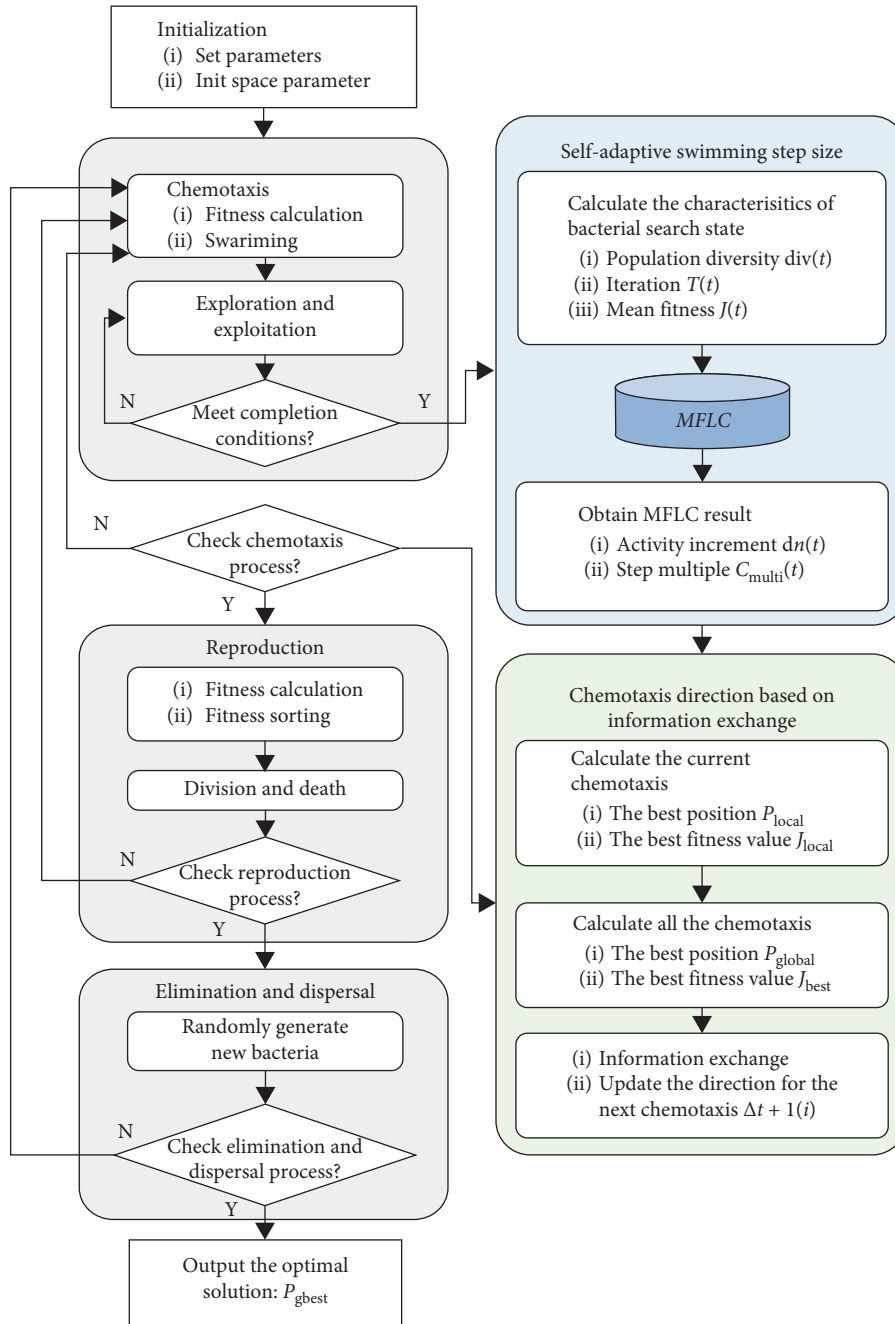 Initialization
(i) Set parameters
(ii) Init space parameter
Chemotaxis
(i) Fitness calculation
(ii) Swariming
Exploration and
exploitation
N
Y
Meet completion
conditions?
N
Check chemotaxis
process?
Y
Reproduction
(i) Fitness calculation
(ii) Fitness sorting
Division and death
N
Check reproduction
process?
Y
Elimination and dispersal
Randomly generate
new bacteria
N
Check elimination and
dispersal process?
Y
Output the optimal
solution: P_gbest
Self-adaptive swimming step size
Calculate the characterisitics of
bacterial search state
(i) Population diversity div(t)
(ii) Iteration T(t)
(iii) Mean fitness J(t)
MFLC
Obtain MFLC result
(i) Activity increment dn(t)
(ii) Step multiple C_multi(t)
Chemotaxis direction based on
information exchange
Calculate the current
chemotaxis
(i) The best position P_local
(ii) The best fitness value J_local
Calculate all the chemotaxis
(i) The best position P_global
(ii) The best fitness value J_best
(i) Information exchange
(ii) Update the direction for the
next chemotaxis Δt + 1(i)